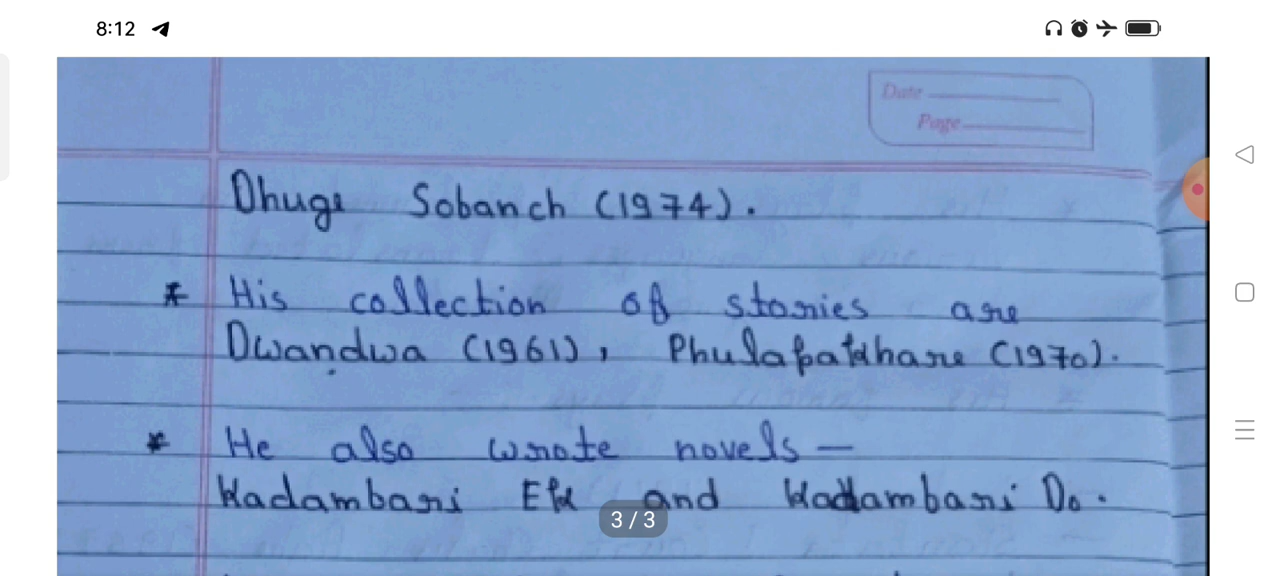 8:12
Date
Page
Dhuge Sobanch (1974).
* His collection of stories are
Dwandwa (1961), Phulapakhare (1970).
* He also wrote novels —
Kadambari Ek and Kadambari Do.
3 / 3